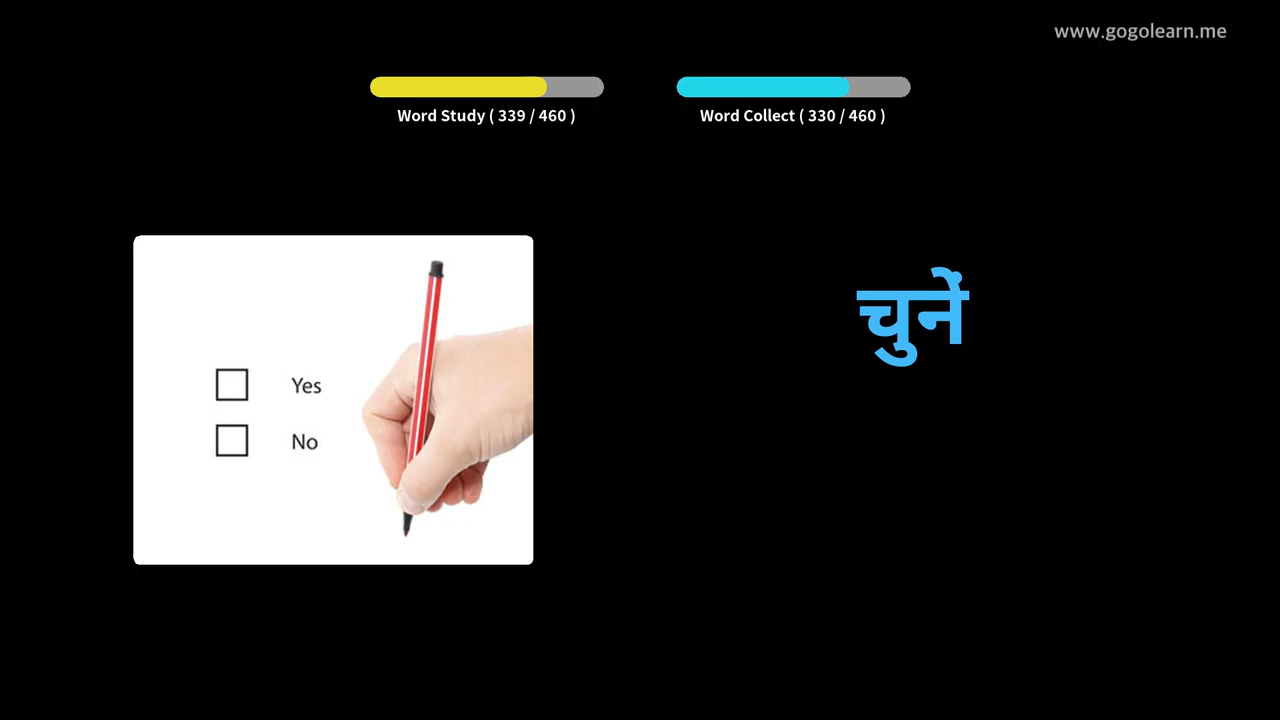 www.gogolearn.me
Word Study ( 339 / 460 )
Word Collect ( 330 / 460 )
चुनें
Yes
No